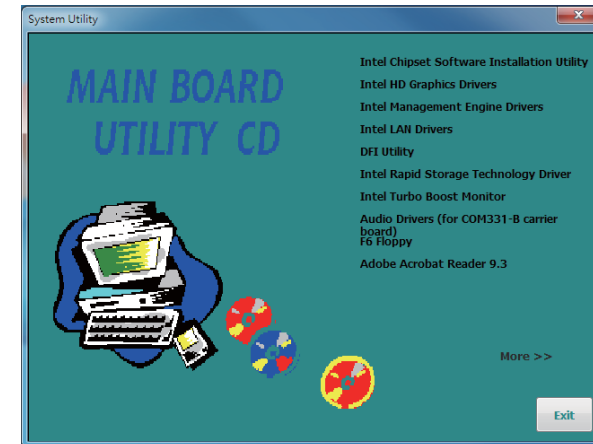 System Utility
MAIN BOARD
UTILITY CD
Intel Chipset Software Installation Utility
Intel HD Graphics Drivers
Intel Management Engine Drivers
Intel LAN Drivers
DFI Utility
Intel Rapid Storage Technology Driver
Intel Turbo Boost Monitor
Audio Drivers (for COM331-B carrier
board)
F6 Floppy
Adobe Acrobat Reader 9.3
More >>
Exit